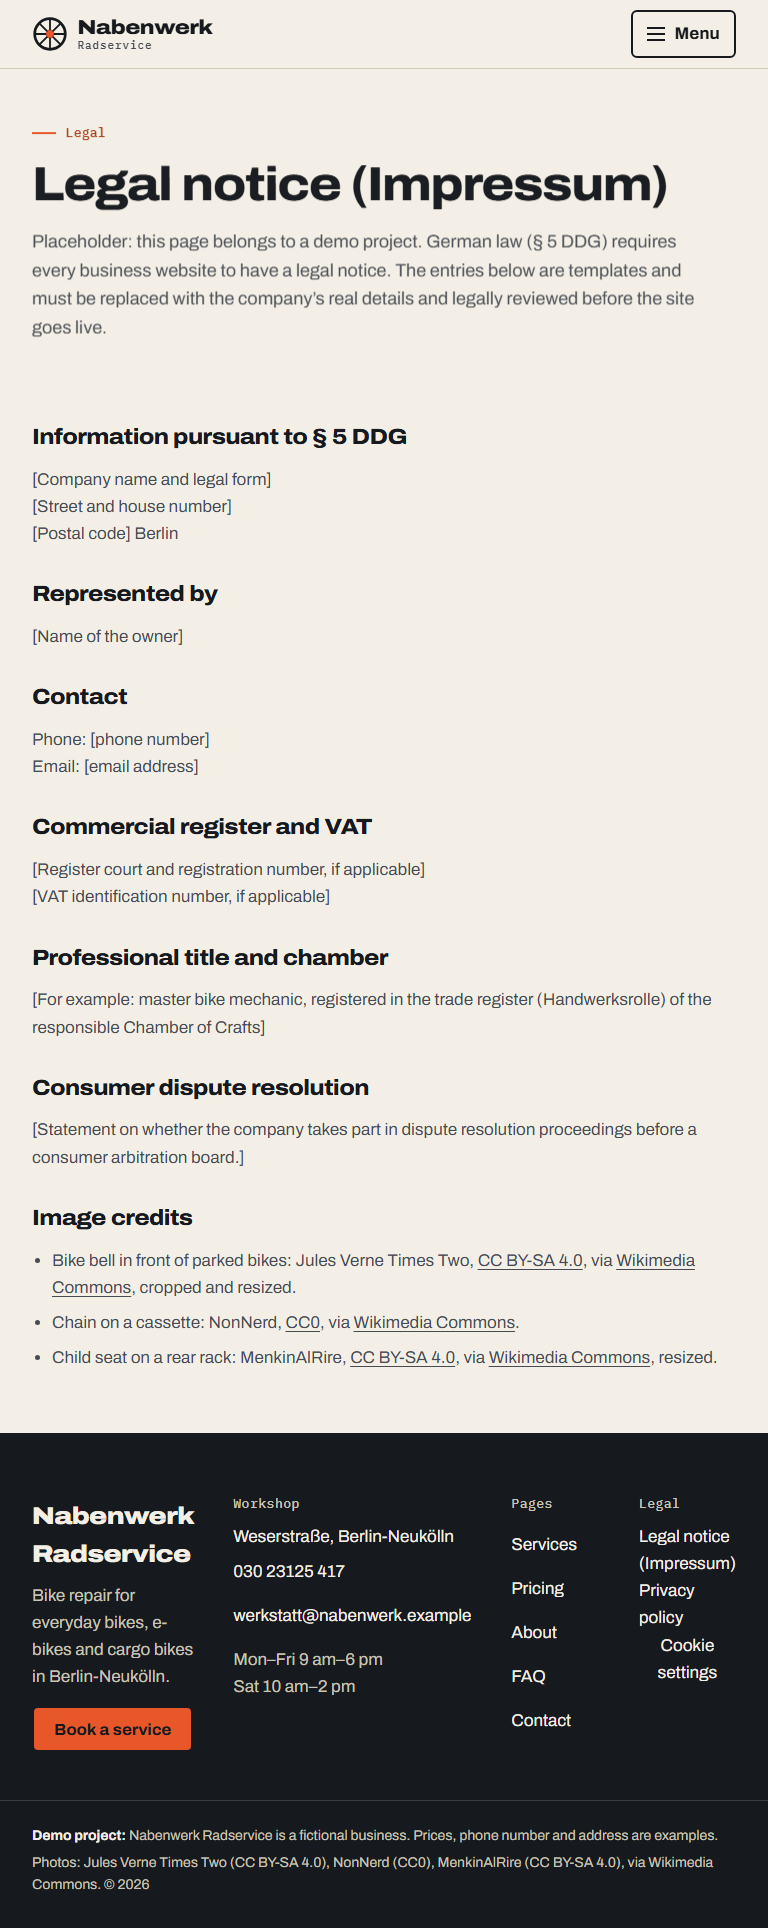 Nabenwerk
Radservice
Menu
Legal
Legal notice (Impressum)
Placeholder: this page belongs to a demo project. German law (§ 5 DDG) requires
every business website to have a legal notice. The entries below are templates and
must be replaced with the company’s real details and legally reviewed before the site
goes live.
Information pursuant to § 5 DDG
[Company name and legal form]
[Street and house number]
[Postal code] Berlin
Represented by
[Name of the owner]
Contact
Phone: [phone number]
Email: [email address]
Commercial register and VAT
[Register court and registration number, if applicable]
[VAT identification number, if applicable]
Professional title and chamber
[For example: master bike mechanic, registered in the trade register (Handwerksrolle) of the
responsible Chamber of Crafts]
Consumer dispute resolution
[Statement on whether the company takes part in dispute resolution proceedings before a
consumer arbitration board.]
Image credits
• Bike bell in front of parked bikes: Jules Verne Times Two, CC BY-SA 4.0, via Wikimedia
Commons, cropped and resized.
• Chain on a cassette: NonNerd, CC0, via Wikimedia Commons.
• Child seat on a rear rack: MenkinAlRire, CC BY-SA 4.0, via Wikimedia Commons, resized.
Nabenwerk
Radservice
Bike repair for
everyday bikes, e-
bikes and cargo bikes
in Berlin-Neukölln.
Book a service
Workshop
Weserstraße, Berlin-Neukölln
030 23125 417
werkstatt@nabenwerk.example
Mon–Fri 9 am–6 pm
Sat 10 am–2 pm
Pages
Services
Pricing
About
FAQ
Contact
Legal
Legal notice
(Impressum)
Privacy
policy
Cookie
settings
Demo project: Nabenwerk Radservice is a fictional business. Prices, phone number and address are examples.
Photos: Jules Verne Times Two (CC BY-SA 4.0), NonNerd (CC0), MenkinAlRire (CC BY-SA 4.0), via Wikimedia
Commons. © 2026